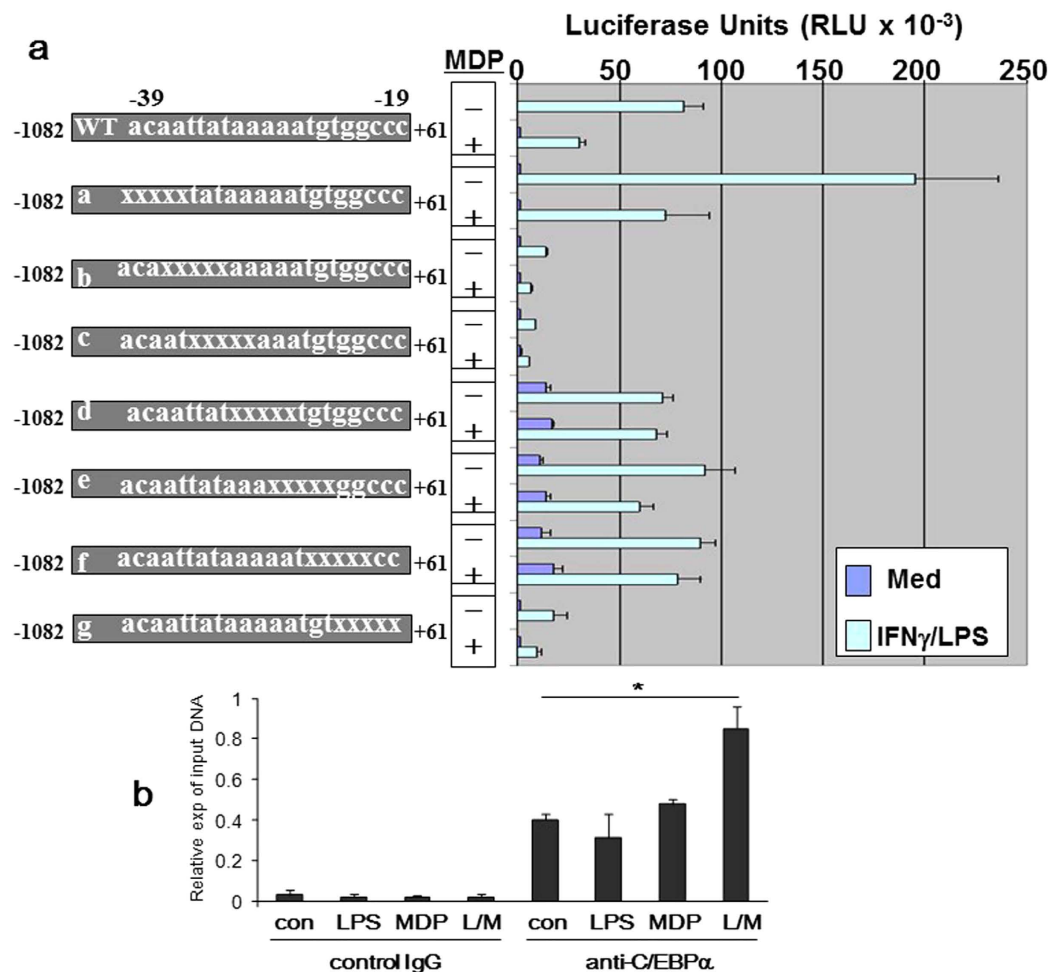 a
Luciferase Units (RLU x 10-3)
MDP
0 50 100 150 200 250
-39 -19
-1082 WT acaattataaaaatgtggccc +61
−
+
-1082 a xxxxxtataaaaatgtggccc +61
−
+
-1082 b acaxxxxxaaaaatgtggccc +61
−
+
-1082 c acaatxxxxxaaatgtggccc +61
−
+
-1082 d acaattatxxxxxtgtggccc +61
−
+
-1082 e acaattataaaxxxxxggccc +61
−
+
-1082 f acaattataaaaatxxxxxcc +61
−
+
-1082 g acaattataaaaatgtxxxxx +61
−
+
Med
IFNγ/LPS
b
Relative exp of input DNA
1
0.8
0.6
0.4
0.2
0
*
con LPS MDP L/M con LPS MDP L/M
control IgG anti-C/EBPα